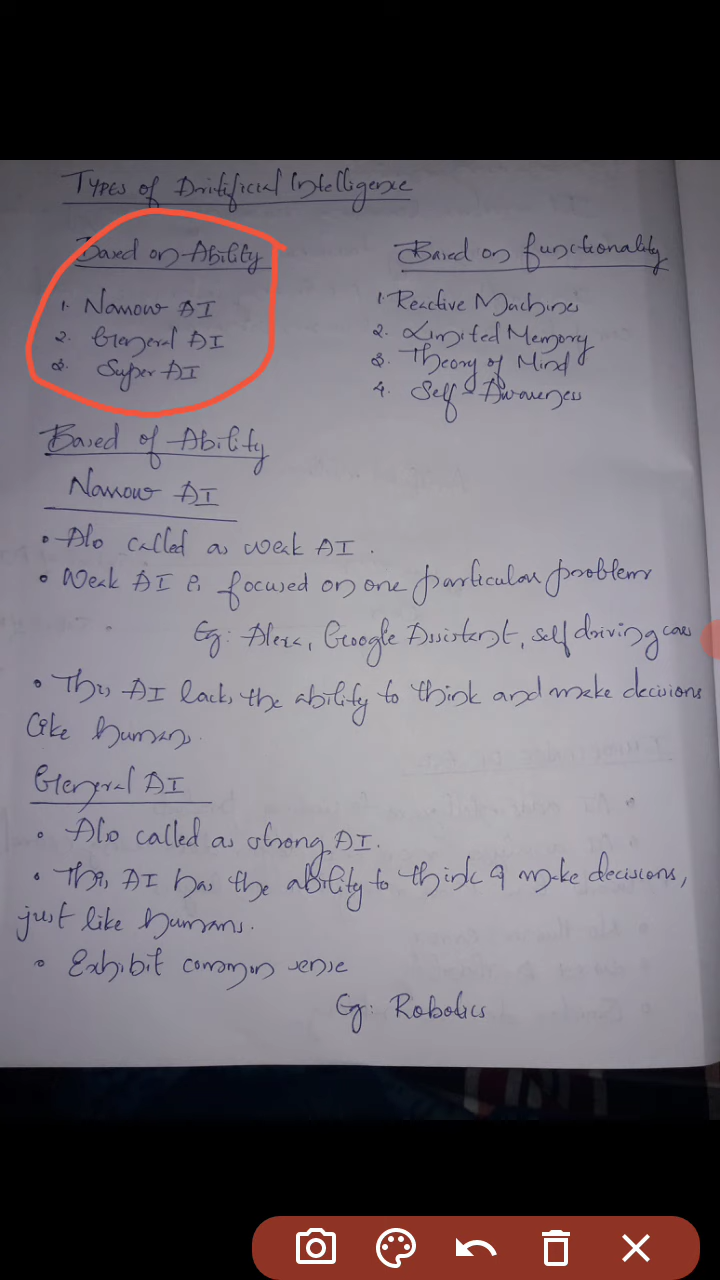 Types of Artificial Intelligence
Based on Ability
1. Narrow AI
2. General AI
3. Super AI
Based on functionality
1. Reactive Machines
2. Limited Memory
3. Theory of Mind
4. Self-Awareness
Based of Ability
Narrow AI
• Also called as weak AI.
• Weak AI is focused on one particular problem
Eg: Alexa, Google Assistant, self driving cars
• This AI lacks the ability to think and make decisions
like humans.
General AI
• Also called as strong AI.
• This AI has the ability to think & make decisions,
just like humans.
• Exhibit common sense
Eg: Robotics